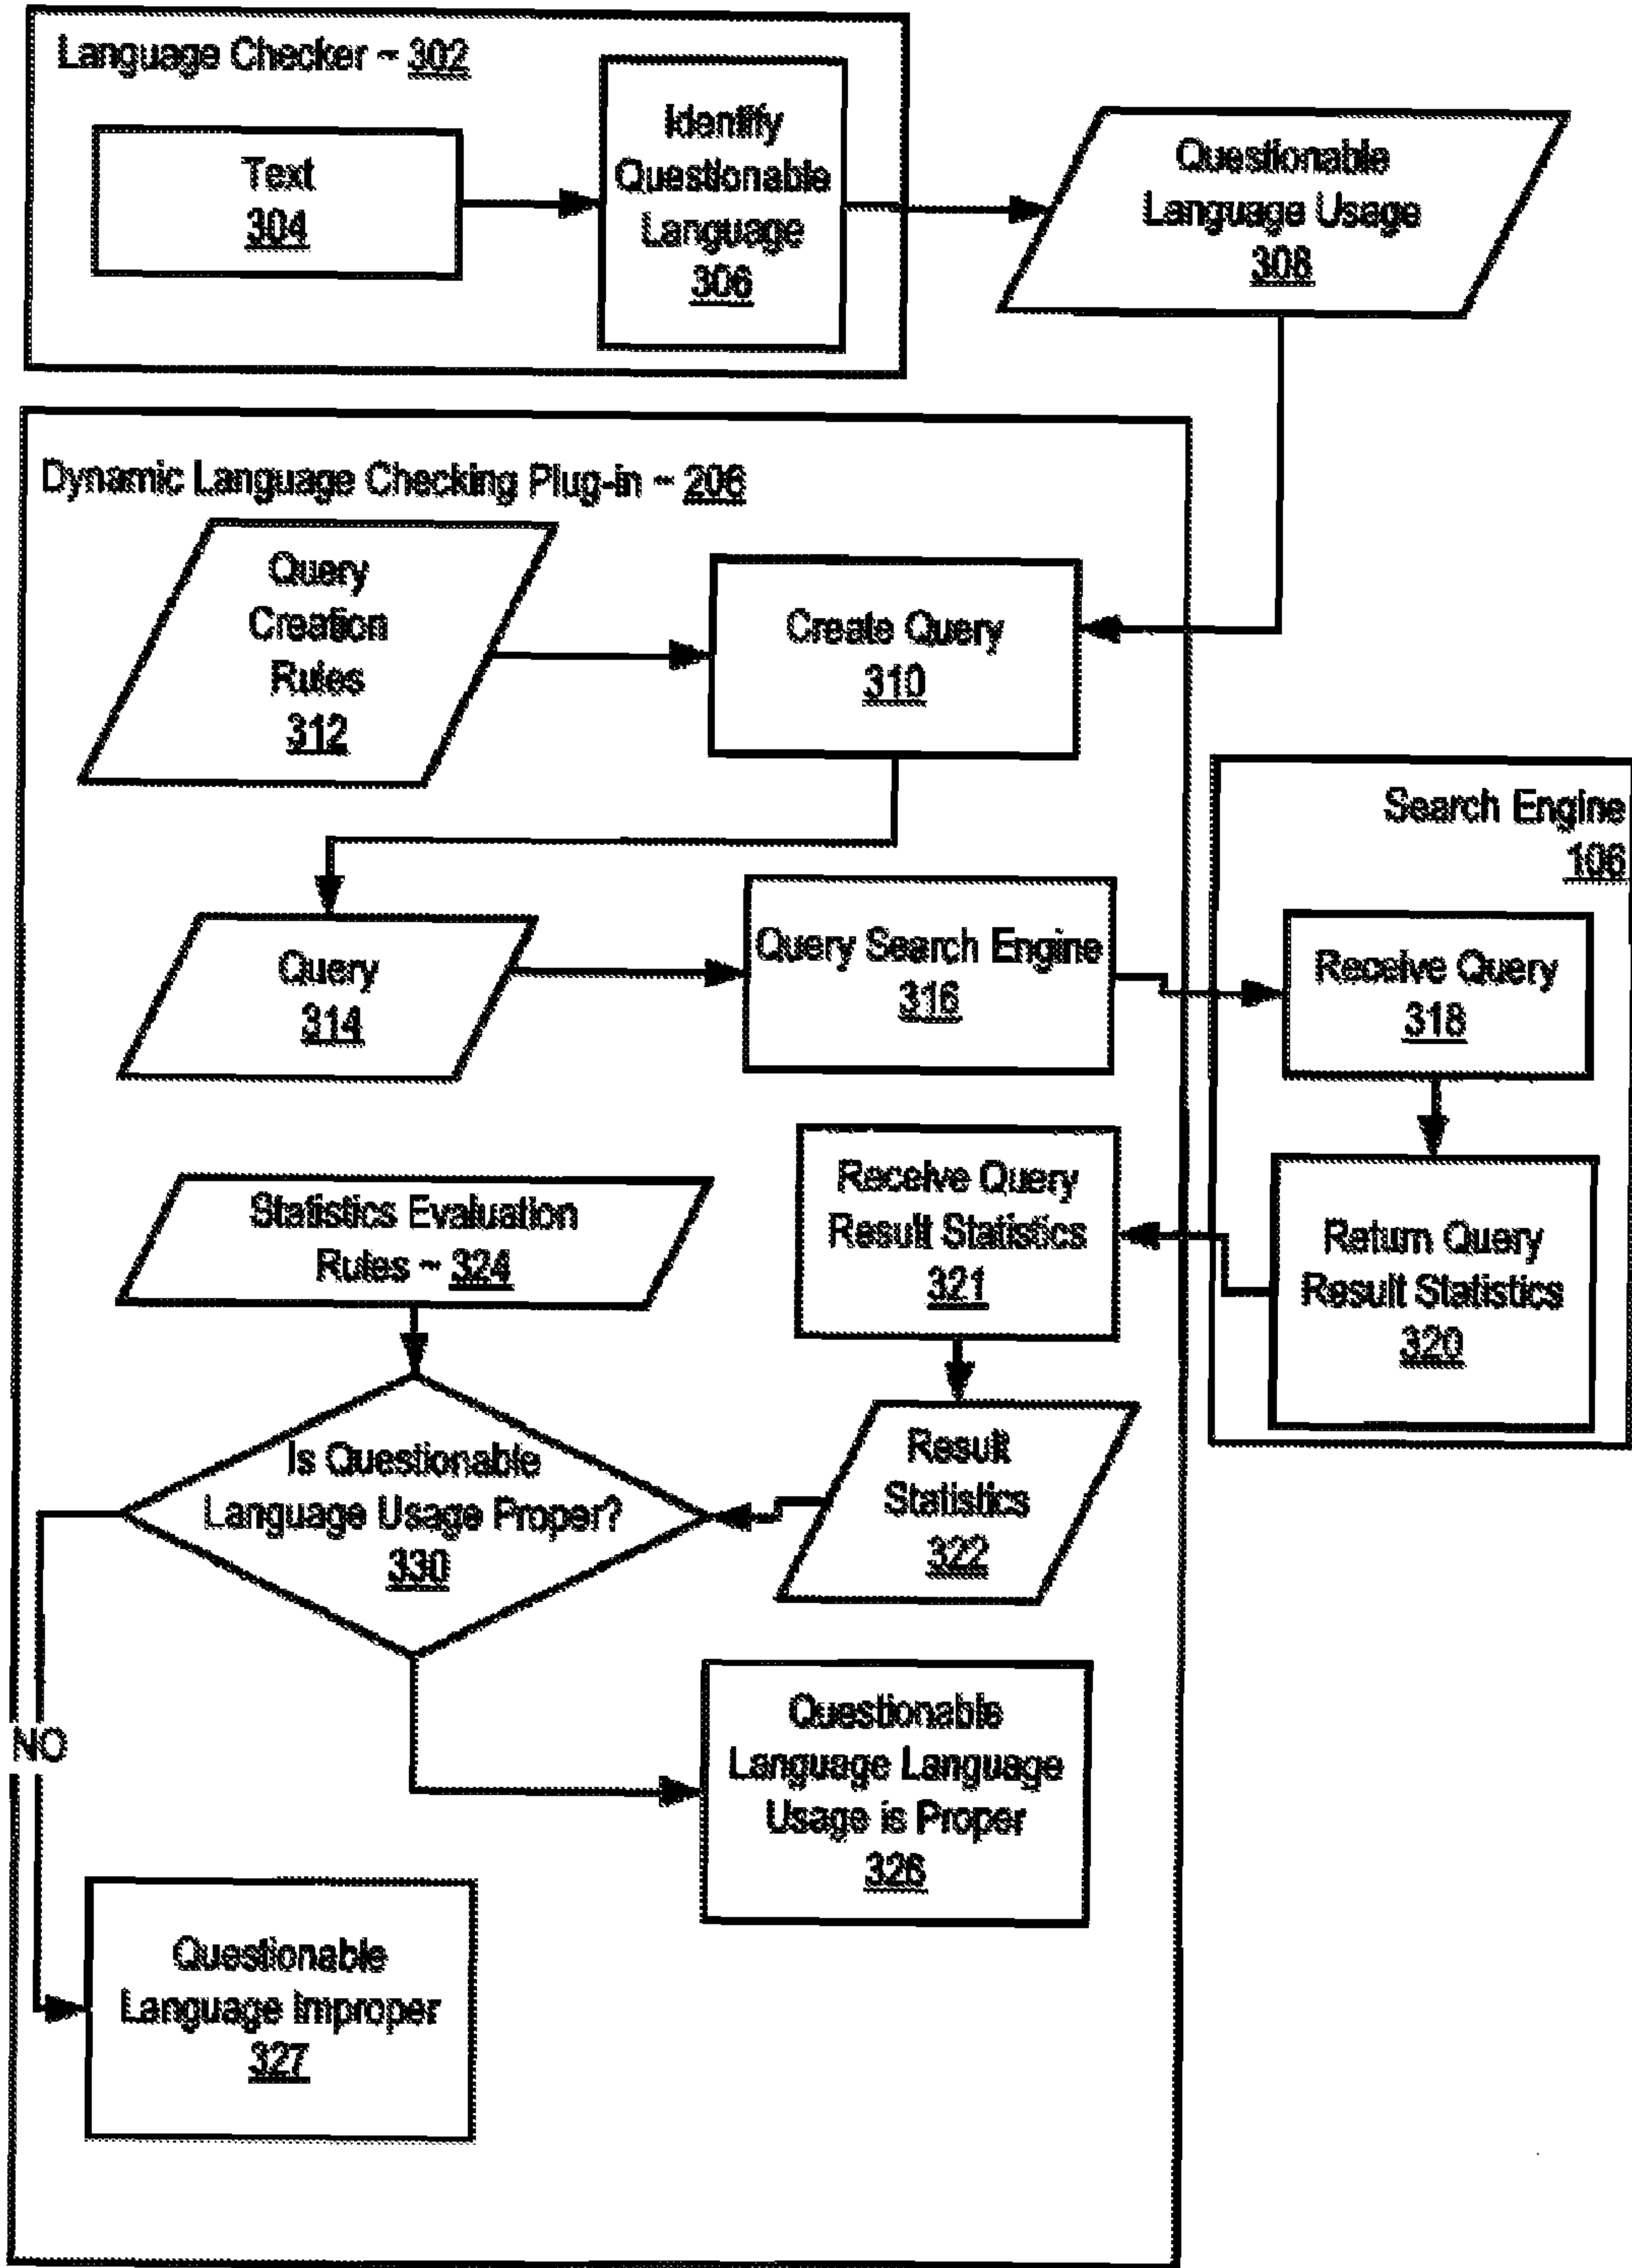 Language Checker ~ 302
Text
304
Identify
Questionable
Language
306
Questionable
Language Usage
308
Dynamic Language Checking Plug-in ~ 206
Query
Creation
Rules
312
Create Query
310
Search Engine
106
Query
314
Query Search Engine
316
Receive Query
318
Statistics Evaluation
Rules ~ 324
Receive Query
Result Statistics
321
Return Query
Result Statistics
320
Is Questionable
Language Usage Proper?
330
Result
Statistics
322
NO
Questionable
Language Language
Usage is Proper
326
Questionable
Language Improper
327